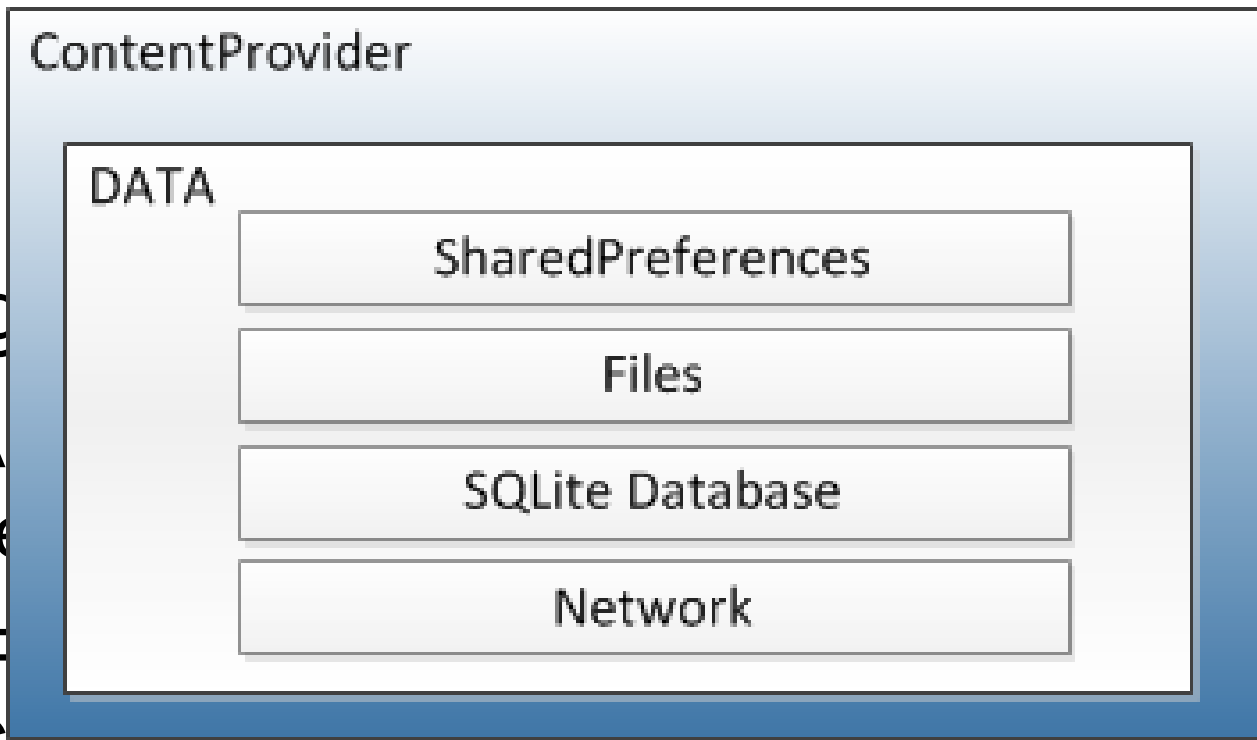 ContentProvider
DATA
SharedPreferences
Files
SQLite Database
Network